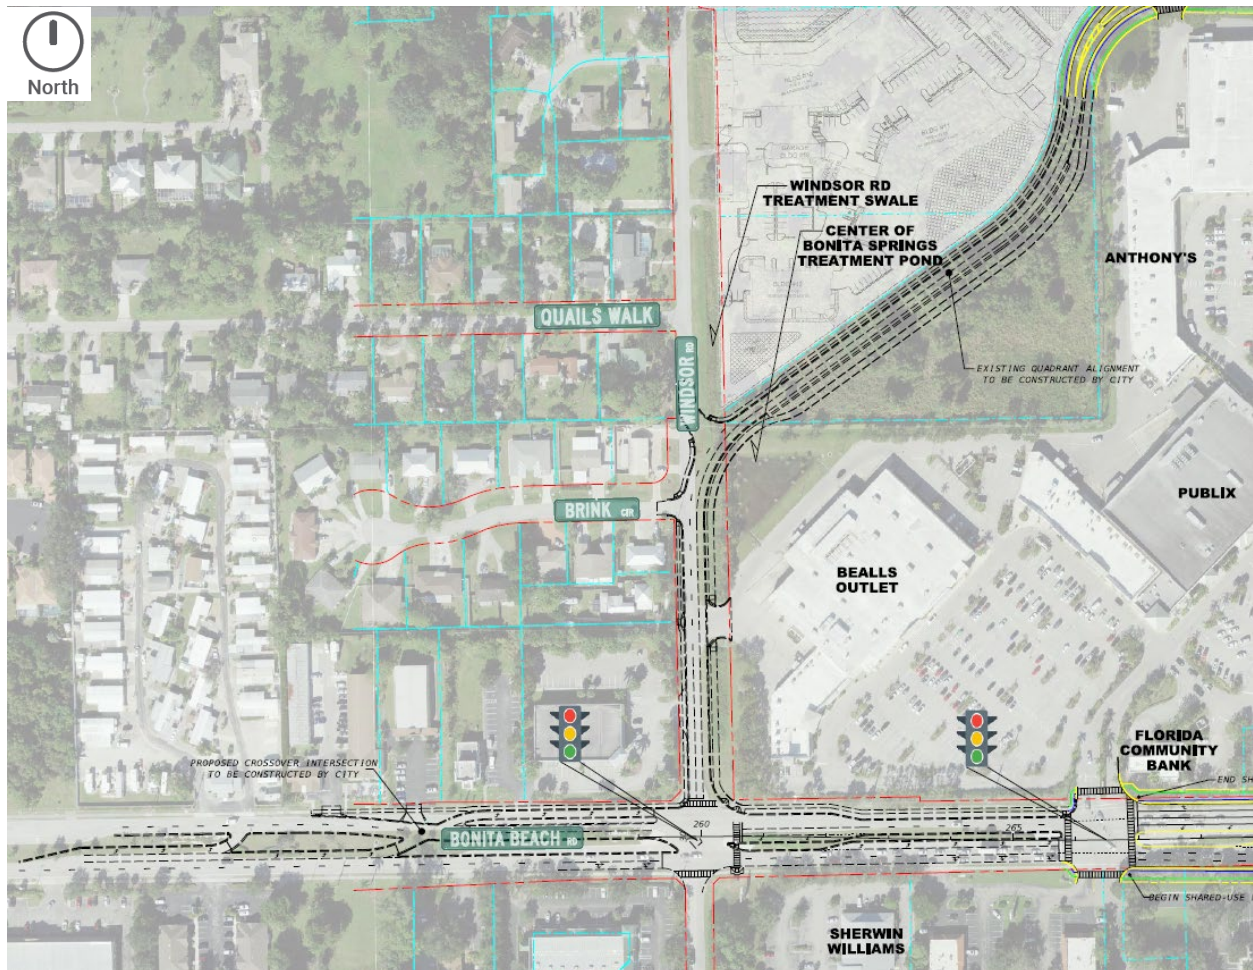 North
WINDSOR RD
TREATMENT SWALE
CENTER OF
BONITA SPRINGS
TREATMENT POND
ANTHONY'S
QUAILS WALK
WINDSOR RD
EXISTING QUADRANT ALIGNMENT
TO BE CONSTRUCTED BY CITY
BRINK CIR
PUBLIX
BEALLS
OUTLET
FLORIDA
COMMUNITY
BANK
PROPOSED CROSSOVER INTERSECTION
TO BE CONSTRUCTED BY CITY
END SH
BONITA BEACH RD
260
265
BEGIN SHARED-USE
SHERWIN
WILLIAMS